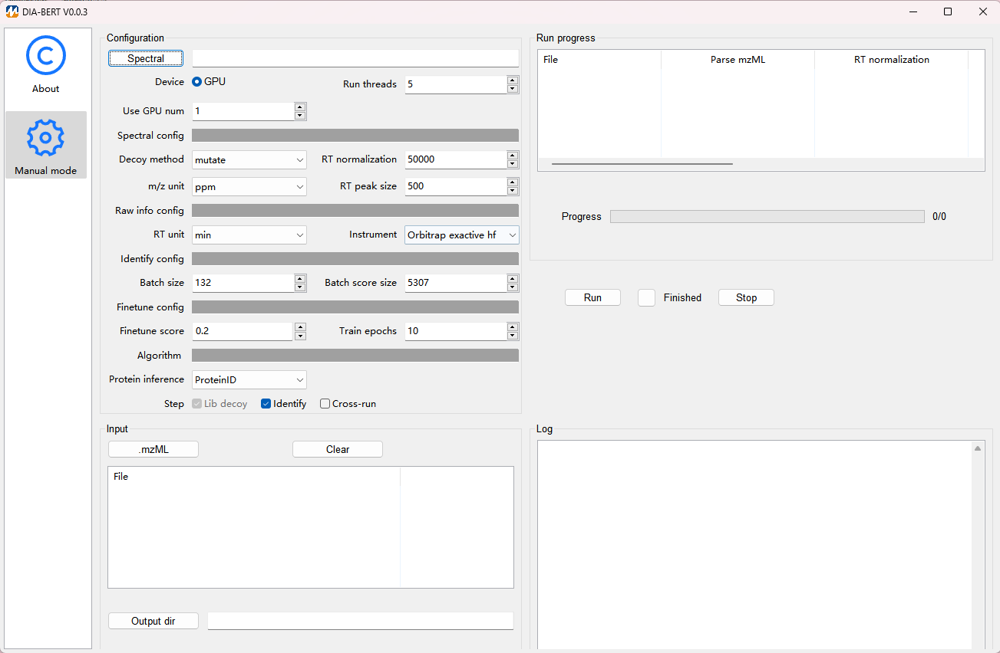 DIA-BERT V0.0.3
About
Manual mode
Configuration
Spectral
Device GPU Run threads 5
Use GPU num 1
Spectral config
Decoy method mutate RT normalization 50000
m/z unit ppm RT peak size 500
Raw info config
RT unit min Instrument Orbitrap exactive hf
Identify config
Batch size 132 Batch score size 5307
Finetune config
Finetune score 0.2 Train epochs 10
Algorithm
Protein inference ProteinID
Step Lib decoy Identify Cross-run
Input
.mzML Clear
File
Output dir
Run progress
File Parse mzML RT normalization
Progress 0/0
Run Finished Stop
Log